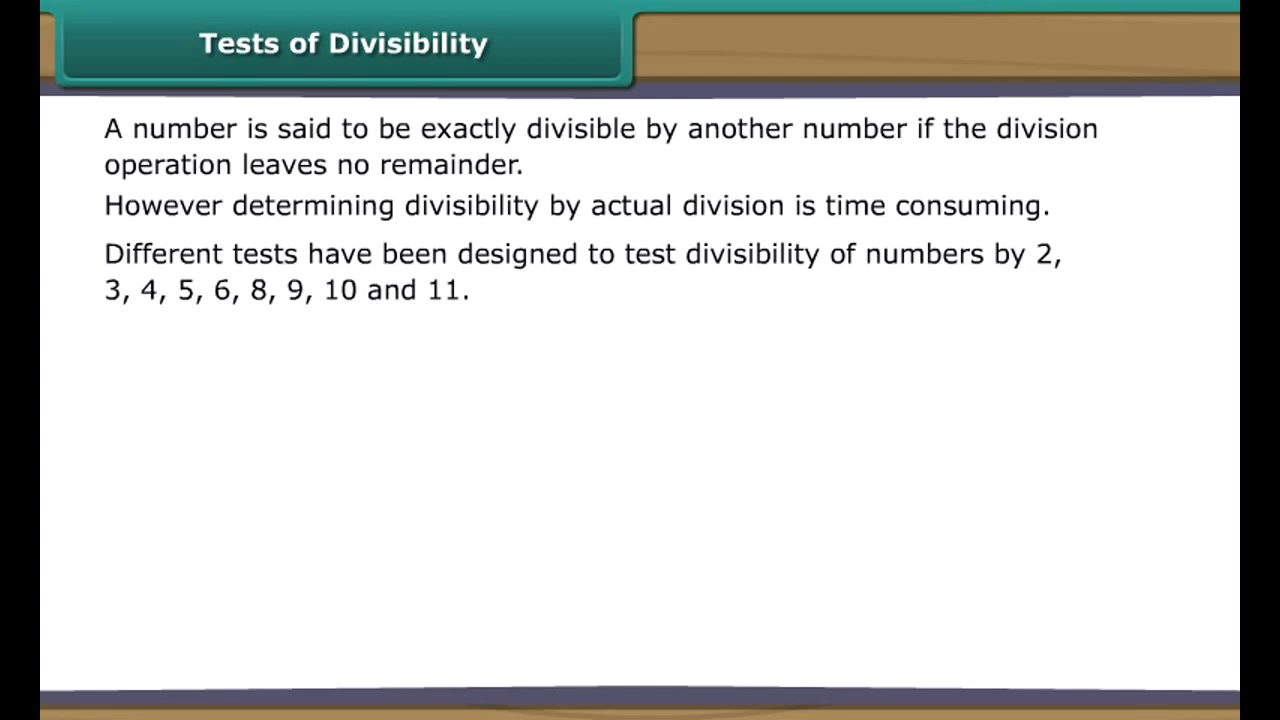 Tests of Divisibility
A number is said to be exactly divisible by another number if the division
operation leaves no remainder.
However determining divisibility by actual division is time consuming.
Different tests have been designed to test divisibility of numbers by 2,
3, 4, 5, 6, 8, 9, 10 and 11.